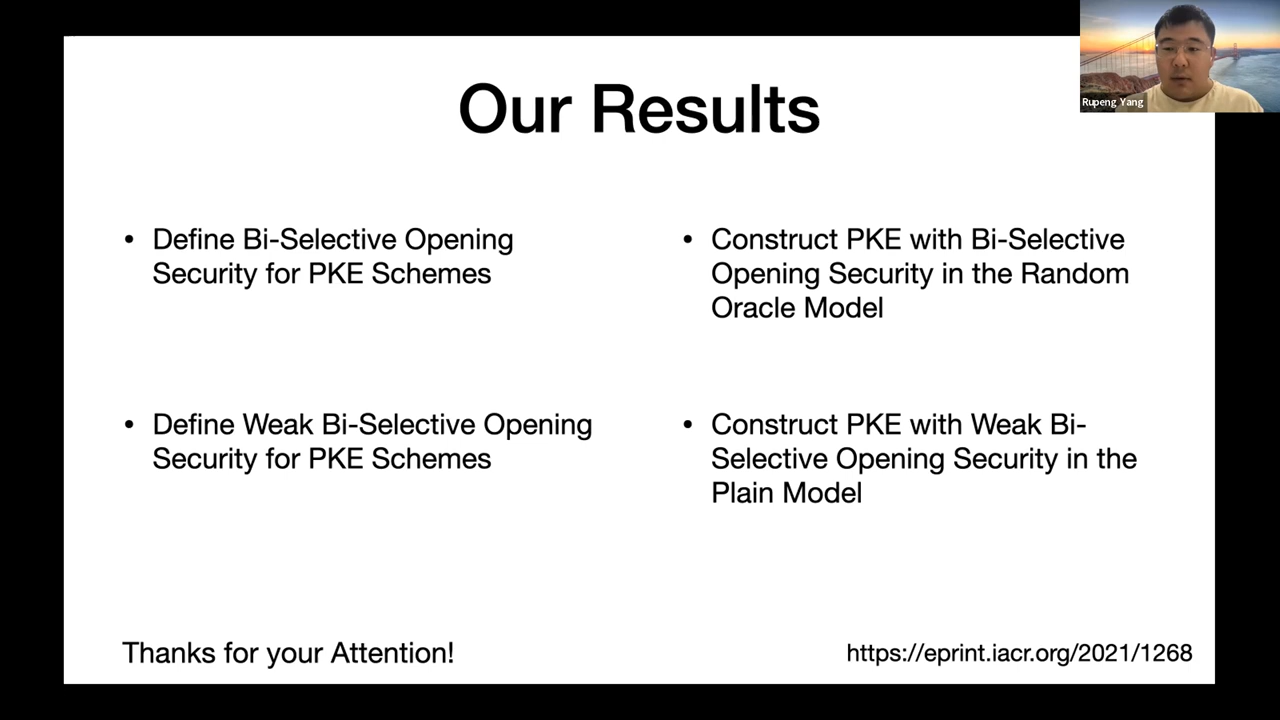 Rupeng Yang
Our Results
• Define Bi-Selective Opening
Security for PKE Schemes
• Construct PKE with Bi-Selective
Opening Security in the Random
Oracle Model
• Define Weak Bi-Selective Opening
Security for PKE Schemes
• Construct PKE with Weak Bi-
Selective Opening Security in the
Plain Model
Thanks for your Attention!
https://eprint.iacr.org/2021/1268